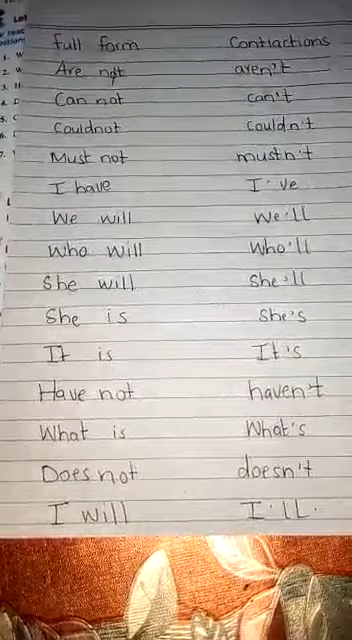 Full form Contractions
Are not aren't
Can not can't
Couldnot couldn't
Must not mustn't
I have I've
We will We'll
Who will Who'll
She will She'll
She is She's
It is It's
Have not haven't
What is What's
Does not doesn't
I will I'll.